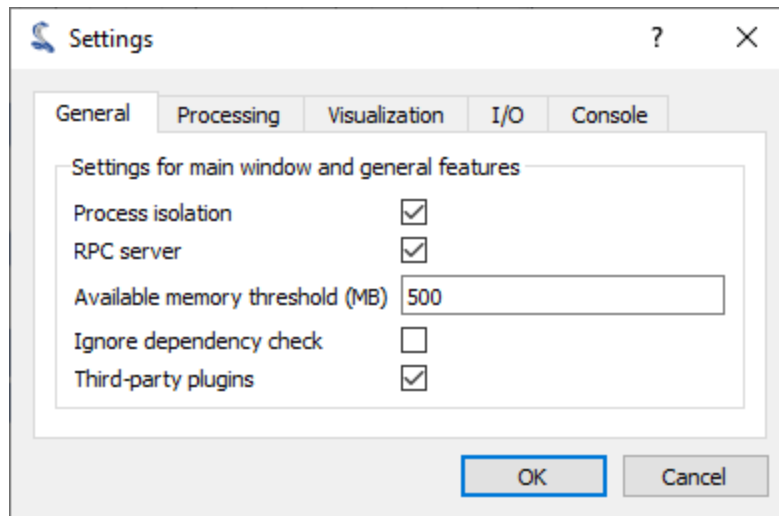 Settings
?
General Processing Visualization I/O Console
Settings for main window and general features
Process isolation
RPC server
Available memory threshold (MB) 500
Ignore dependency check
Third-party plugins
OK Cancel